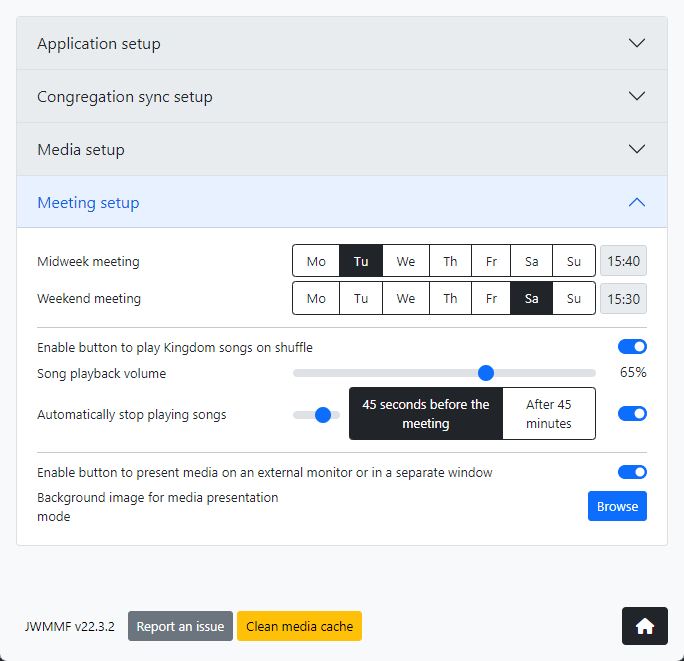 Application setup
Congregation sync setup
Media setup
Meeting setup
Midweek meeting Mo Tu We Th Fr Sa Su 15:40
Weekend meeting Mo Tu We Th Fr Sa Su 15:30
Enable button to play Kingdom songs on shuffle
Song playback volume 65%
Automatically stop playing songs
45 seconds before the
meeting
After 45
minutes
Enable button to present media on an external monitor or in a separate window
Background image for media presentation
mode
Browse
JWMMF v22.3.2 Report an issue Clean media cache